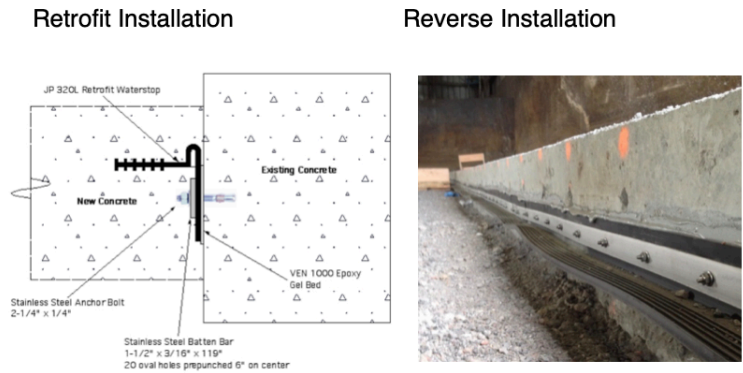 Retrofit Installation
Reverse Installation
JP 320L Retrofit Waterstop
Existing Concrete
New Concrete
VEN 1000 Epoxy
Gel Bed
Stainless Steel Anchor Bolt
2-1/4" x 1/4"
Stainless Steel Batten Bar
1-1/2" x 3/16" x 119"
20 oval holes prepunched 6" on center